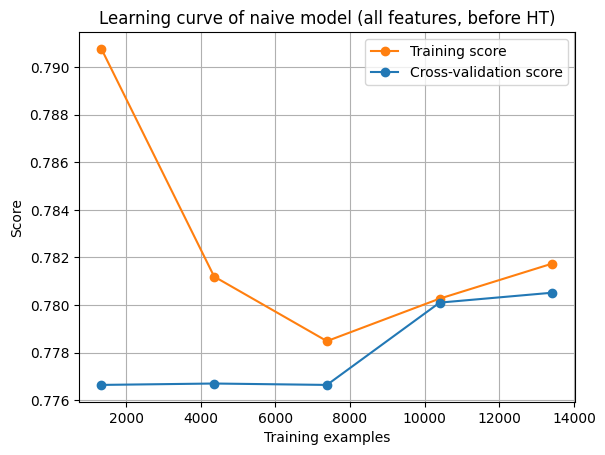 Learning curve of naive model (all features, before HT)
Training score
Cross-validation score
0.790
0.788
0.786
0.784
0.782
0.780
0.778
0.776
Score
2000 4000 6000 8000 10000 12000 14000
Training examples